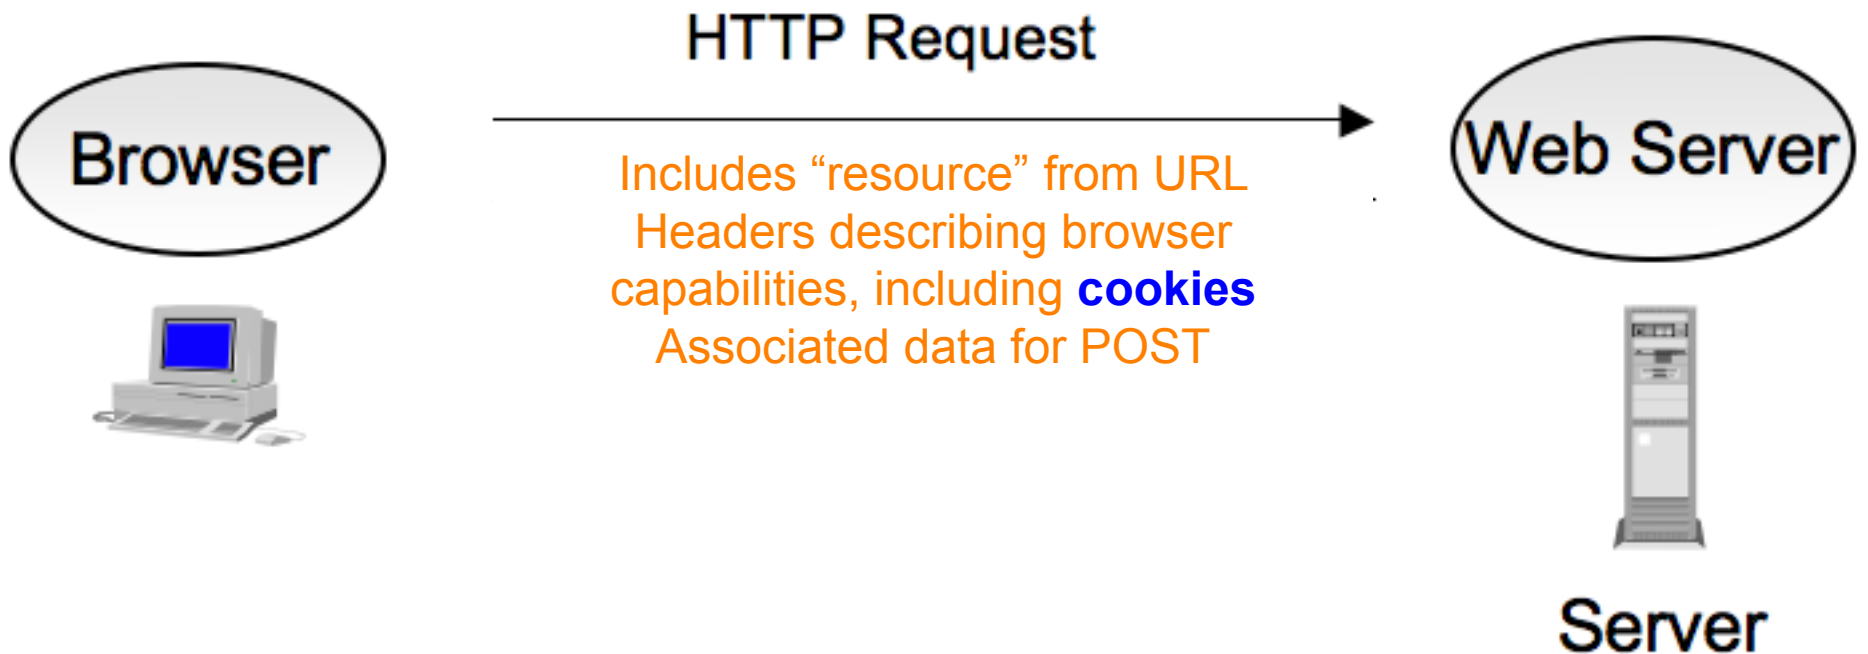 HTTP Request
Browser
Web Server
Includes “resource” from URL
Headers describing browser
capabilities, including cookies
Associated data for POST
Server